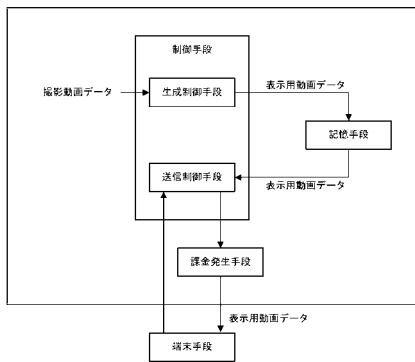 制御手段
撮影動画データ
生成制御手段
表示用動画データ
記憶手段
送信制御手段
表示用動画データ
課金発生手段
表示用動画データ
端末手段